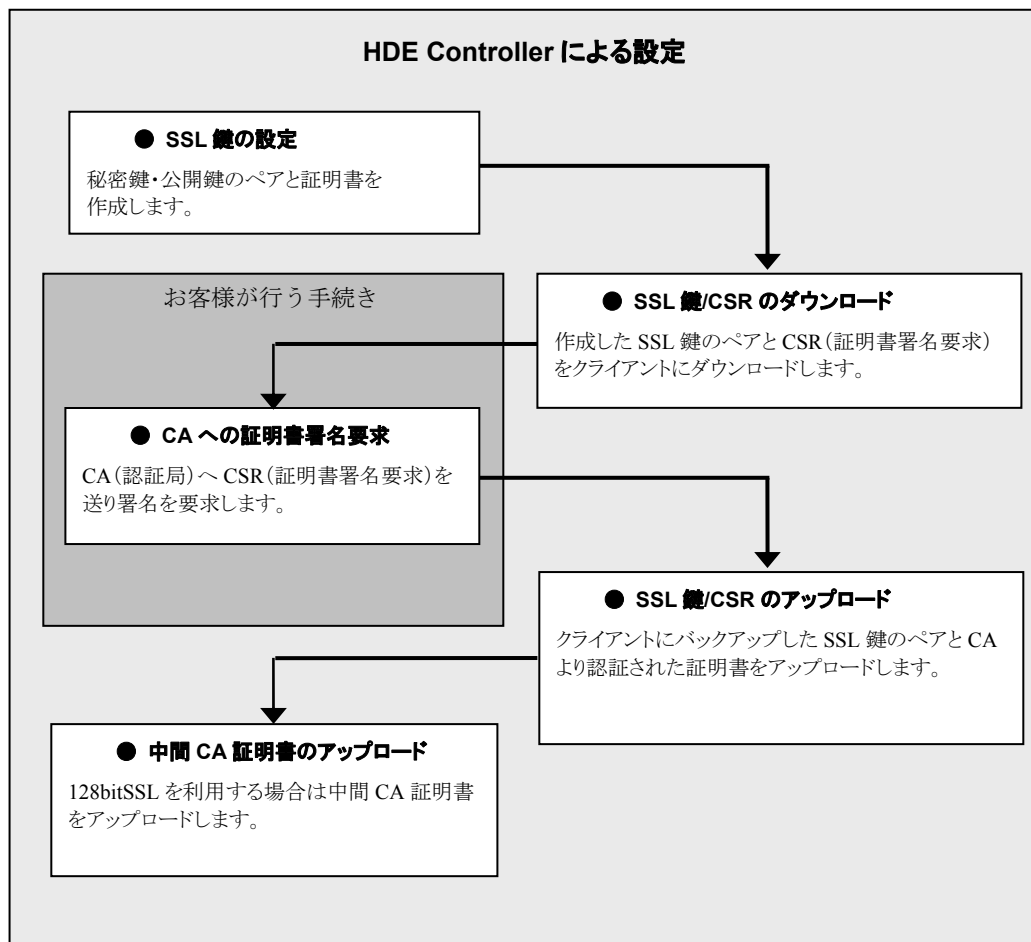 HDE Controller による設定
● SSL 鍵の設定
秘密鍵・公開鍵のペアと証明書を
作成します。
● SSL 鍵/CSR のダウンロード
作成した SSL 鍵のペアと CSR（証明書署名要求）
をクライアントにダウンロードします。
お客様が行う手続き
● CA への証明書署名要求
CA（認証局）へ CSR（証明書署名要求）を
送り署名を要求します。
● SSL 鍵/CSR のアップロード
クライアントにバックアップした SSL 鍵のペアと CA
より認証された証明書をアップロードします。
● 中間 CA 証明書のアップロード
128bitSSL を利用する場合は中間 CA 証明書
をアップロードします。